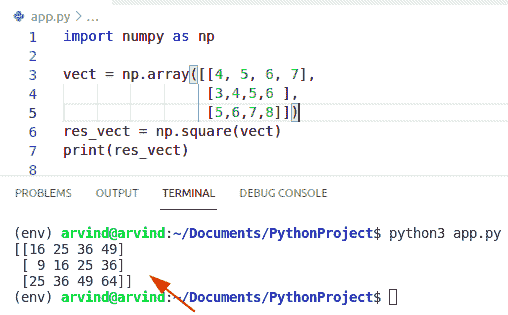 app.py > ...
1 import numpy as np
2
3 vect = np.array([[4, 5, 6, 7],
4 [3,4,5,6 ],
5 [5,6,7,8]])
6 res_vect = np.square(vect)
7 print(res_vect)
8
PROBLEMS OUTPUT TERMINAL DEBUG CONSOLE
(env) arvind@arvind:~/Documents/PythonProject$ python3 app.py
[[16 25 36 49]
[ 9 16 25 36]
[25 36 49 64]]
(env) arvind@arvind:~/Documents/PythonProject$